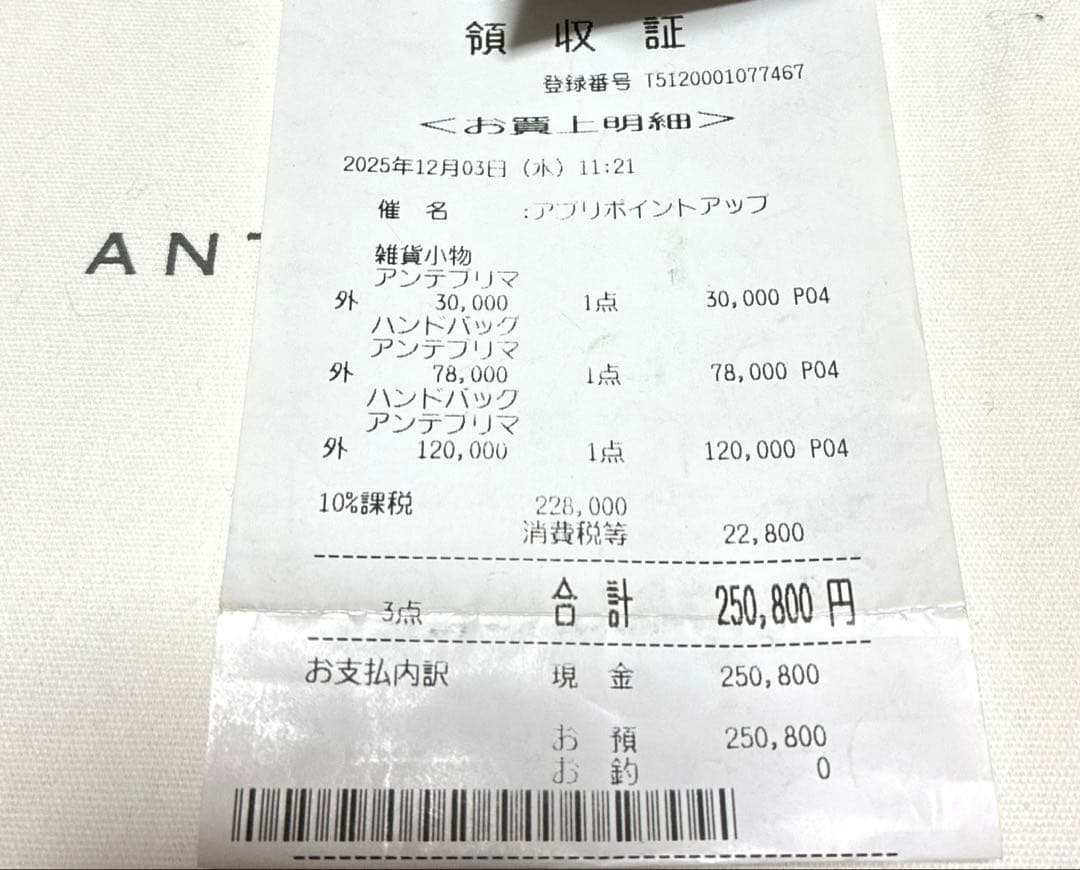 領収証
登録番号 T5120001077467
<お買上明細>
2025年12月03日(水) 11:21
催 名 :アプリポイントアップ
ANT
雑貨小物
アンテプリマ
外 30,000 1点 30,000 P04
ハンドバッグ
アンテプリマ
外 78,000 1点 78,000 P04
ハンドバッグ
アンテプリマ
外 120,000 1点 120,000 P04
10%課税 228,000
消費税等 22,800
3点 合計 250,800円
お支払内訳 現金 250,800
お預 250,800
お釣 0